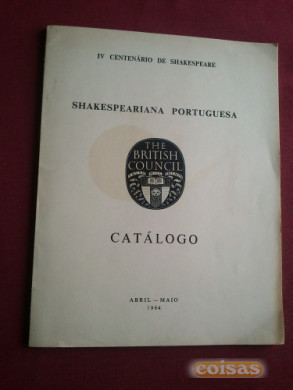 IV CENTENÁRIO DE SHAKESPEARE
SHAKESPEARIANA PORTUGUESA
THE
BRITISH
COUNCIL
CATÁLOGO
ABRIL — MAIO
1964
coisas